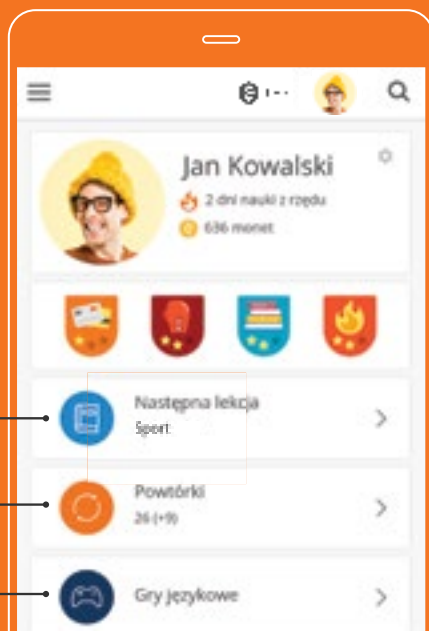 Jan Kowalski
2 dni nauki z rzędu
636 monet
Następna lekcja
Sport
Powtórki
26 (+9)
Gry językowe